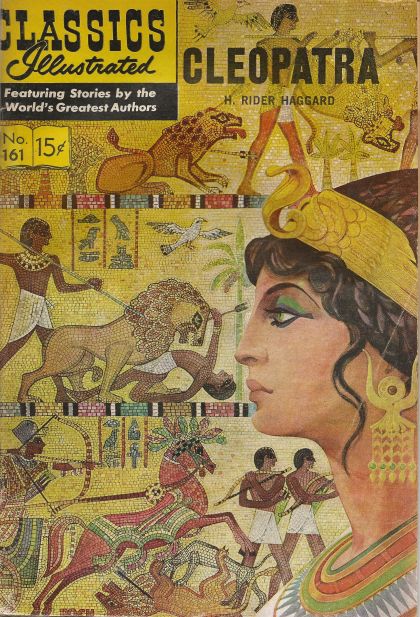 CLASSICS
Illustrated
Featuring Stories by the
World's Greatest Authors
No.
161
15¢
CLEOPATRA
H. RIDER HAGGARD